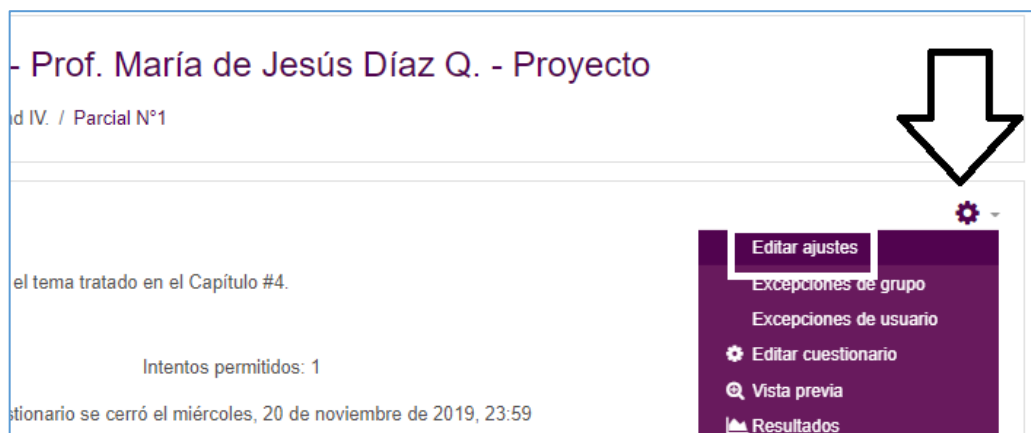 - Prof. María de Jesús Díaz Q. - Proyecto
d IV. / Parcial N°1
Editar ajustes
el tema tratado en el Capítulo #4.
Excepciones de grupo
Excepciones de usuario
Intentos permitidos: 1
Editar cuestionario
Vista previa
stionario se cerró el miércoles, 20 de noviembre de 2019, 23:59
Resultados